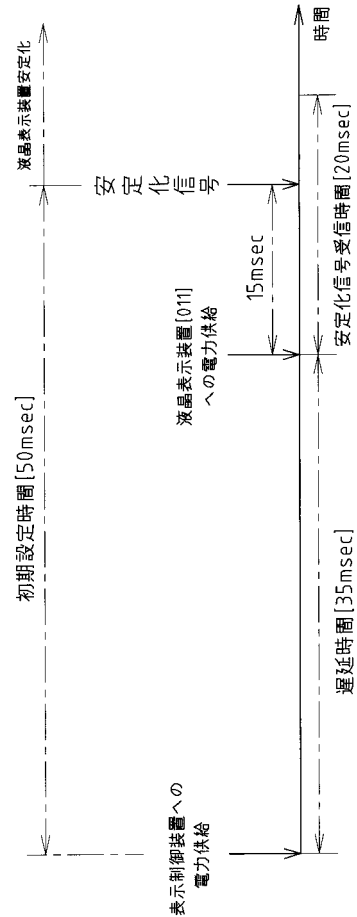 初期設定時間[50msec]
液晶表示装置安定化
表示制御装置への
電力供給
液晶表示装置[011]
への電力供給
安定化信号
15msec
遅延時間[35msec]
安定化信号受信時間[20msec]
時間